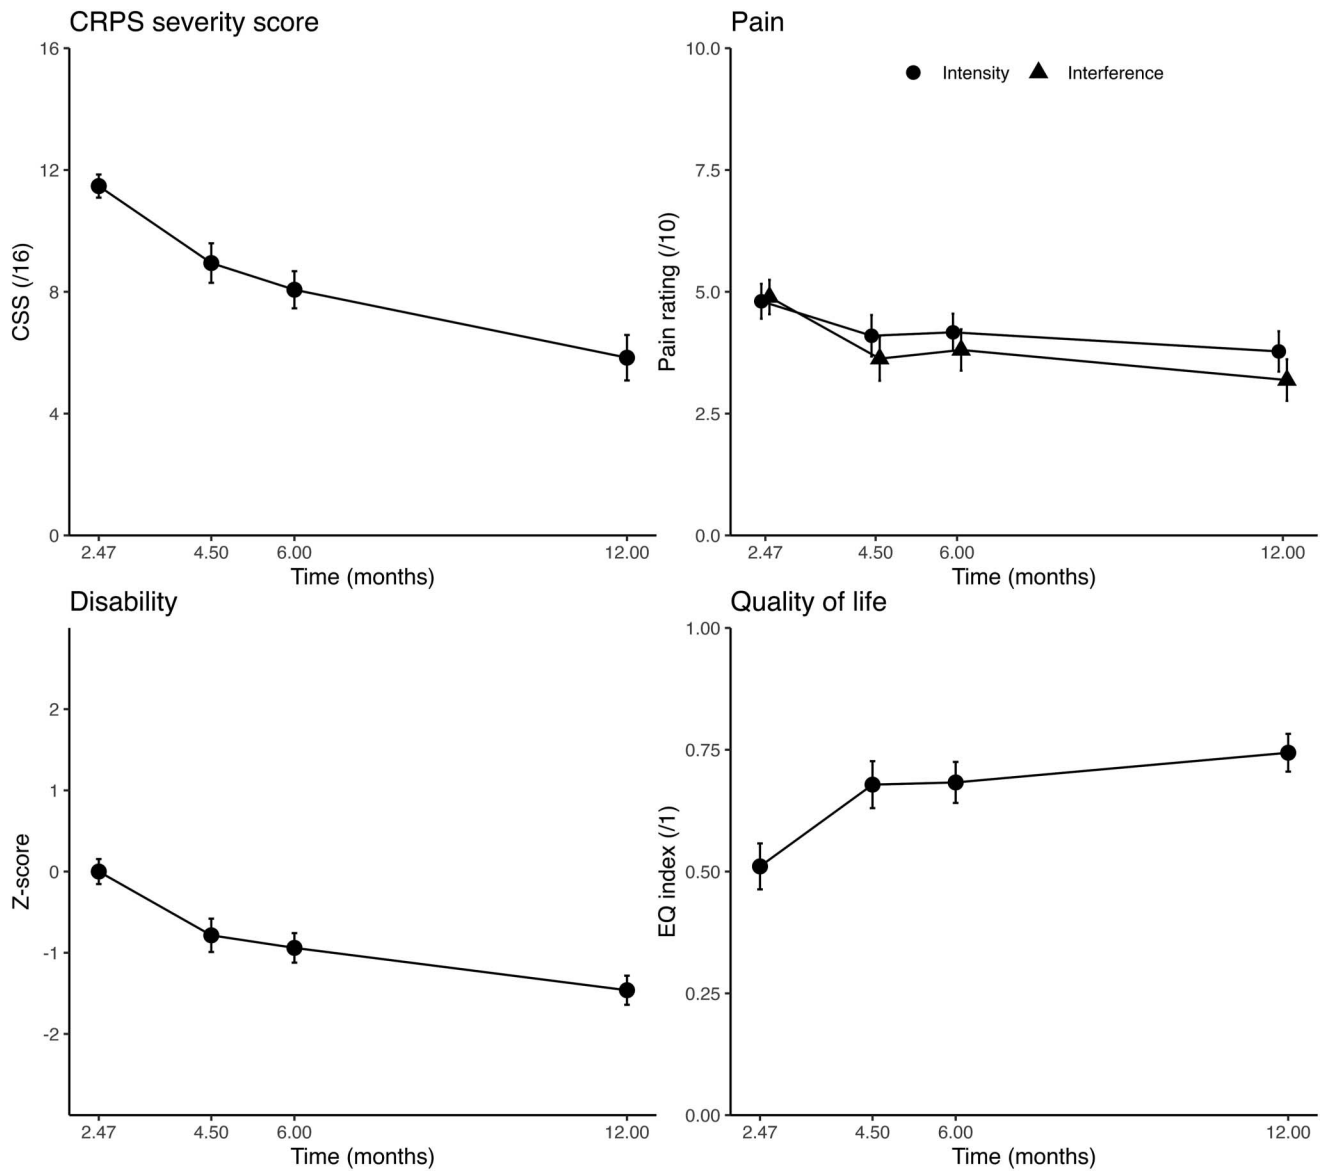 CRPS severity score
16
12
8
4
0
CSS (/16)
2.47 4.50 6.00 12.00
Time (months)
Pain
Intensity Interference
10.0
7.5
5.0
2.5
0.0
Pain rating (/10)
2.47 4.50 6.00 12.00
Time (months)
Disability
2
1
0
-1
-2
Z-score
2.47 4.50 6.00 12.00
Time (months)
Quality of life
1.00
0.75
0.50
0.25
0.00
EQ index (/1)
2.47 4.50 6.00 12.00
Time (months)